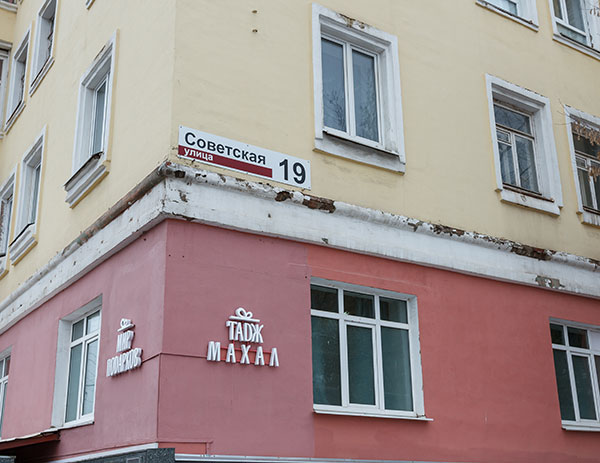 Советская
улица
19
МИР
ПОДАРКОВ
ТАДЖ
МАХАЛ